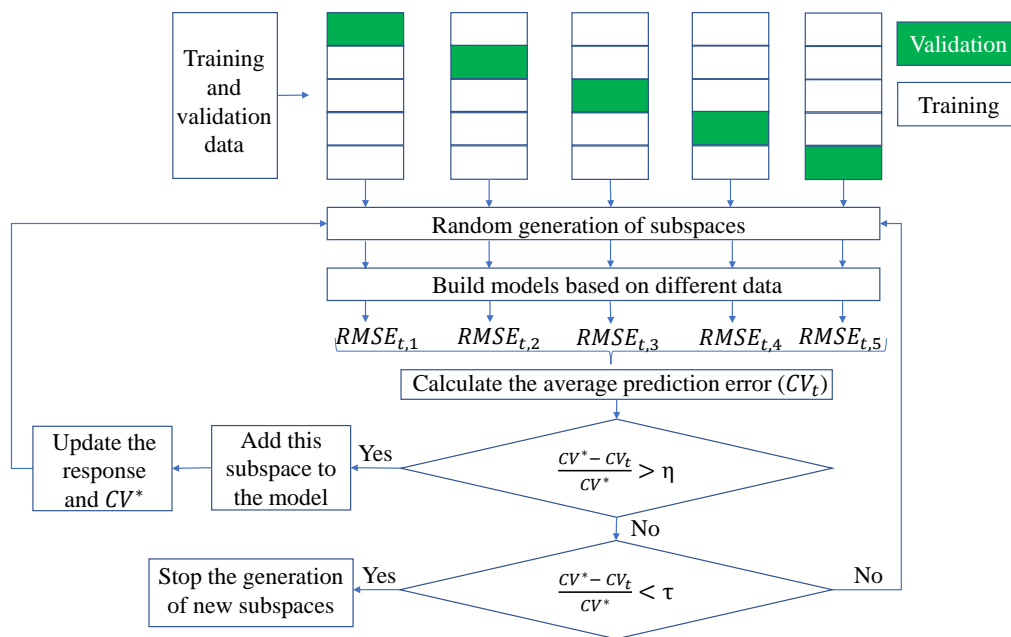 Training
and
validation
data
Validation
Training
Random generation of subspaces
Build models based on different data
RMSE_{t,1} RMSE_{t,2} RMSE_{t,3} RMSE_{t,4} RMSE_{t,5}
Calculate the average prediction error (CV_t)
Update the
response
and CV*
Add this
subspace to
the model
Yes
\frac{CV^* - CV_t}{CV^*} > η
No
Stop the generation
of new subspaces
Yes
\frac{CV^* - CV_t}{CV^*} < τ
No